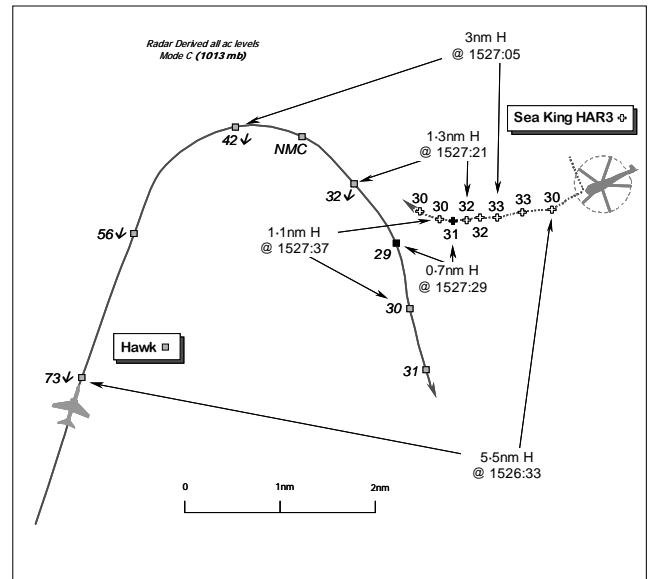 3nm H
@ 1527:05
Radar Derived all ac levels
Mode C (1013 mb)
Sea King HAR3
1·3nm H
@ 1527:21
42
NMC
32
30
30
32
33
33
30
31
32
56
1·1nm H
@ 1527:37
29
0·7nm H
@ 1527:29
30
Hawk
73
31
5·5nm H
@ 1526:33
0
1nm
2nm